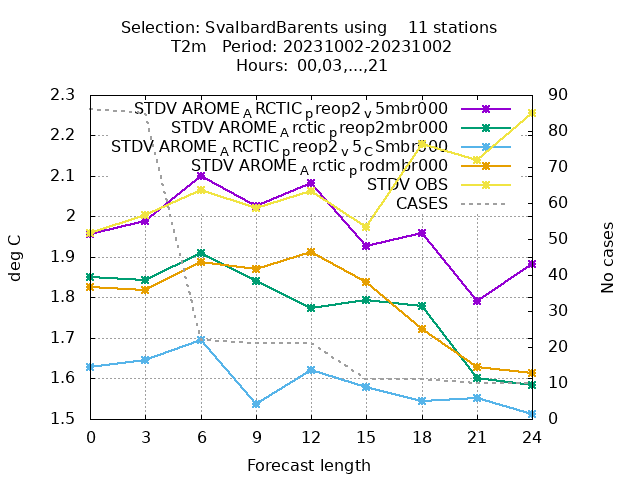 Selection: SvalbardBarents using    11 stations
T2m   Period: 20231002-20231002
Hours:  00,03,...,21
STDV AROME_ARCTIC_preop2_v5mbr000
STDV AROME_Arctic_preop2mbr000
STDV AROME_ARCTIC_preop2_v5_CSmbr000
STDV AROME_Arctic_prodmbr000
STDV OBS
CASES
deg C
2.3
2.2
2.1
2
1.9
1.8
1.7
1.6
1.5
No cases
90
80
70
60
50
40
30
20
10
0
0 3 6 9 12 15 18 21 24
Forecast length